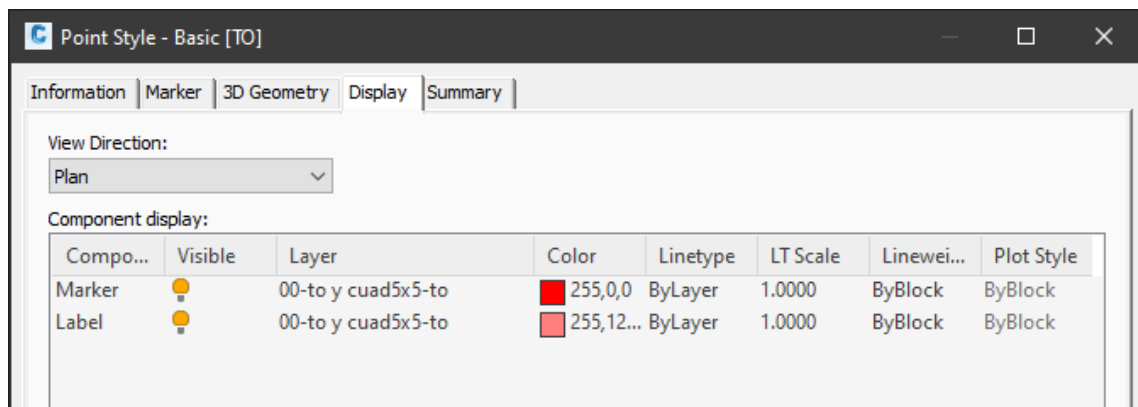 Point Style - Basic [TO]
Information Marker 3D Geometry Display Summary
View Direction:
Plan
Component display:
Compo... Visible Layer Color Linetype LT Scale Linewei... Plot Style
Marker 00-to y cuad5x5-to 255,0,0 ByLayer 1.0000 ByBlock ByBlock
Label 00-to y cuad5x5-to 255,12... ByLayer 1.0000 ByBlock ByBlock